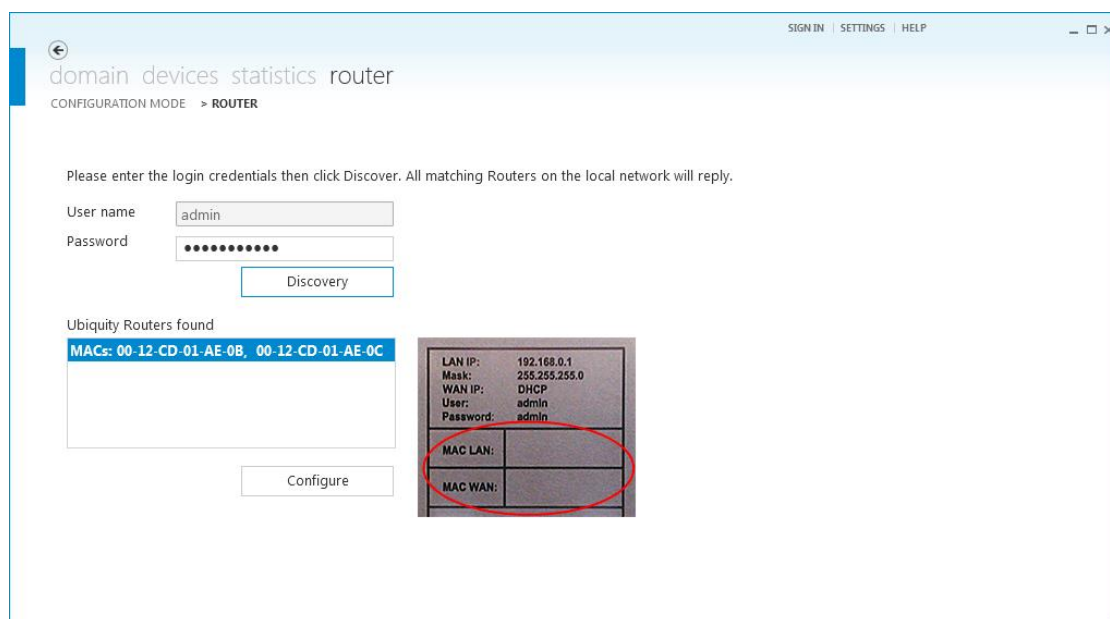 SIGN IN | SETTINGS | HELP
domain devices statistics router
CONFIGURATION MODE > ROUTER
Please enter the login credentials then click Discover. All matching Routers on the local network will reply.
User name admin
Password •••••••••••
Discovery
Ubiquity Routers found
MACs: 00-12-CD-01-AE-0B, 00-12-CD-01-AE-0C
Configure
LAN IP: 192.168.0.1
Mask: 255.255.255.0
WAN IP: DHCP
User: admin
Password: admin
MAC LAN:
MAC WAN: